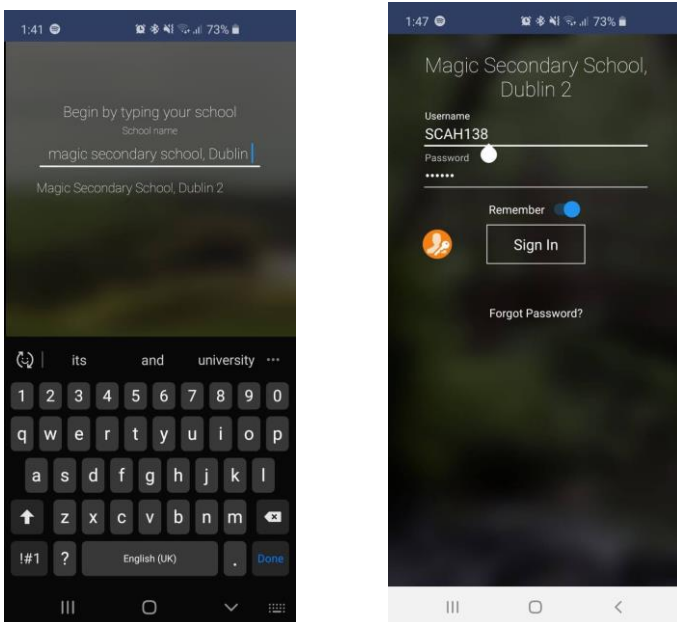 1:41
73%
Begin by typing your school
School name
magic secondary school, Dublin
Magic Secondary School, Dublin 2
its and university ...
1 2 3 4 5 6 7 8 9 0
q w e r t y u i o p
a s d f g h j k l
z x c v b n m
!#1 ? English (UK) . Done
1:47
73%
Magic Secondary School,
Dublin 2
Username
SCAH138
Password
••••••
Remember
Sign In
Forgot Password?